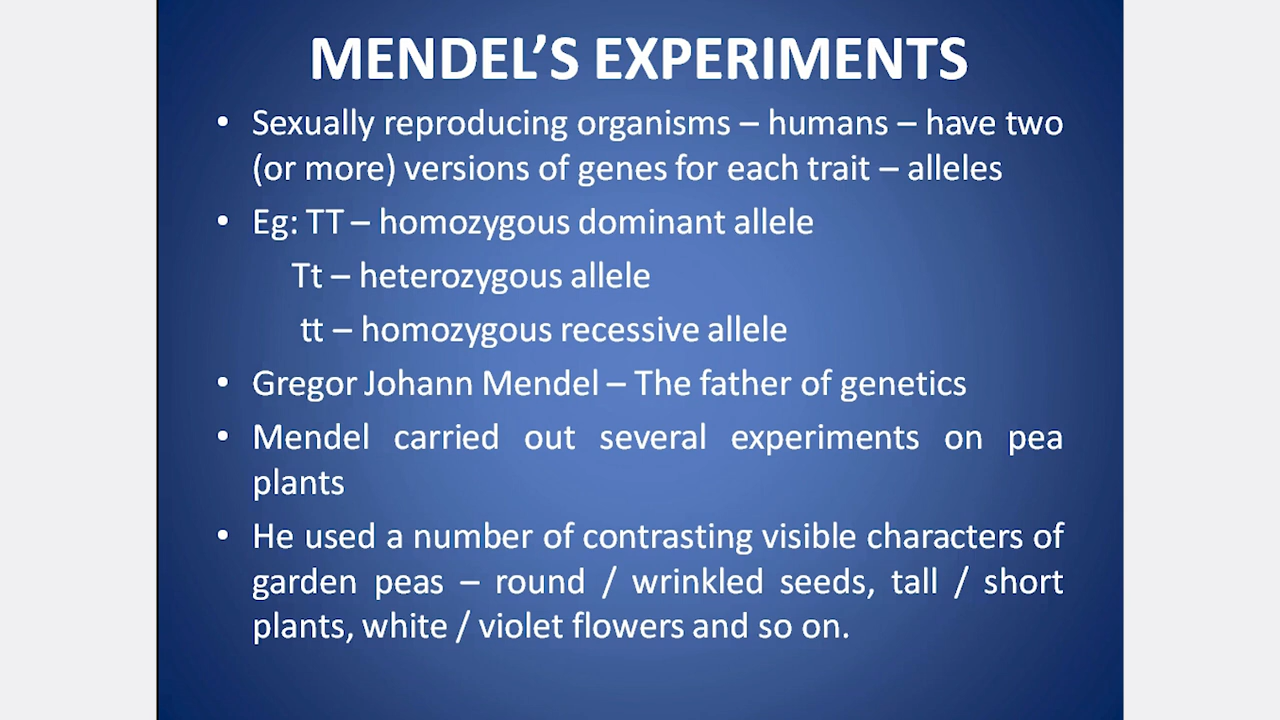 MENDEL’S EXPERIMENTS
• Sexually reproducing organisms – humans – have two
(or more) versions of genes for each trait – alleles
• Eg: TT – homozygous dominant allele
Tt – heterozygous allele
tt – homozygous recessive allele
• Gregor Johann Mendel – The father of genetics
• Mendel carried out several experiments on pea
plants
• He used a number of contrasting visible characters of
garden peas – round / wrinkled seeds, tall / short
plants, white / violet flowers and so on.